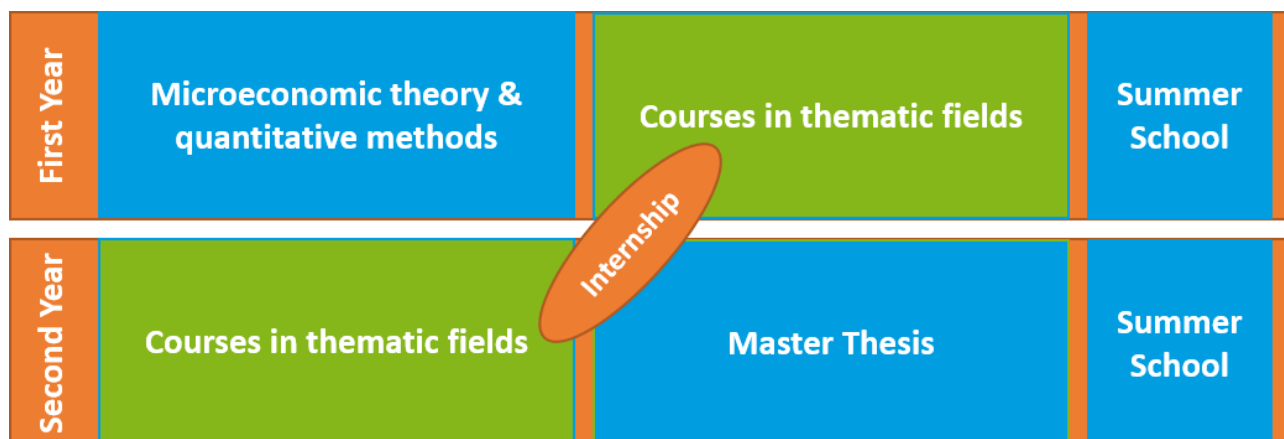 First Year
Microeconomic theory &
quantitative methods
Courses in thematic fields
Summer
School
Internship
Second Year
Courses in thematic fields
Master Thesis
Summer
School